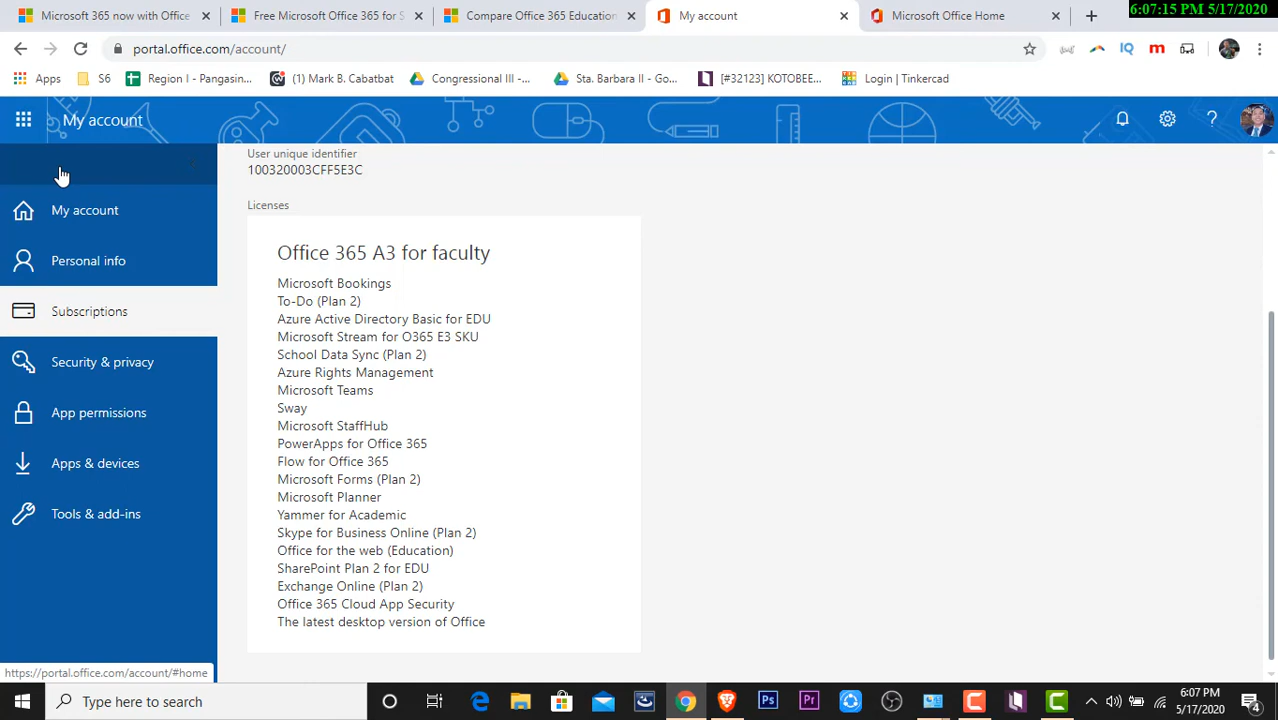 Microsoft 365 now with Office
Free Microsoft Office 365 for S
Compare Office 365 Education
My account
Microsoft Office Home
6:07:15 PM 5/17/2020
portal.office.com/account/
Apps
S6
Region I - Pangasin...
(1) Mark B. Cabatbat
Congressional III -...
Sta. Barbara II - Go...
[#32123] KOTOBEE...
Login | Tinkercad
My account
User unique identifier
100320003CFF5E3C
My account
Personal info
Subscriptions
Security & privacy
App permissions
Apps & devices
Tools & add-ins
Licenses
Office 365 A3 for faculty
Microsoft Bookings
To-Do (Plan 2)
Azure Active Directory Basic for EDU
Microsoft Stream for O365 E3 SKU
School Data Sync (Plan 2)
Azure Rights Management
Microsoft Teams
Sway
Microsoft StaffHub
PowerApps for Office 365
Flow for Office 365
Microsoft Forms (Plan 2)
Microsoft Planner
Yammer for Academic
Skype for Business Online (Plan 2)
Office for the web (Education)
SharePoint Plan 2 for EDU
Exchange Online (Plan 2)
Office 365 Cloud App Security
The latest desktop version of Office
https://portal.office.com/account/#home
Type here to search
Ps
Pr
6:07 PM
5/17/2020
4